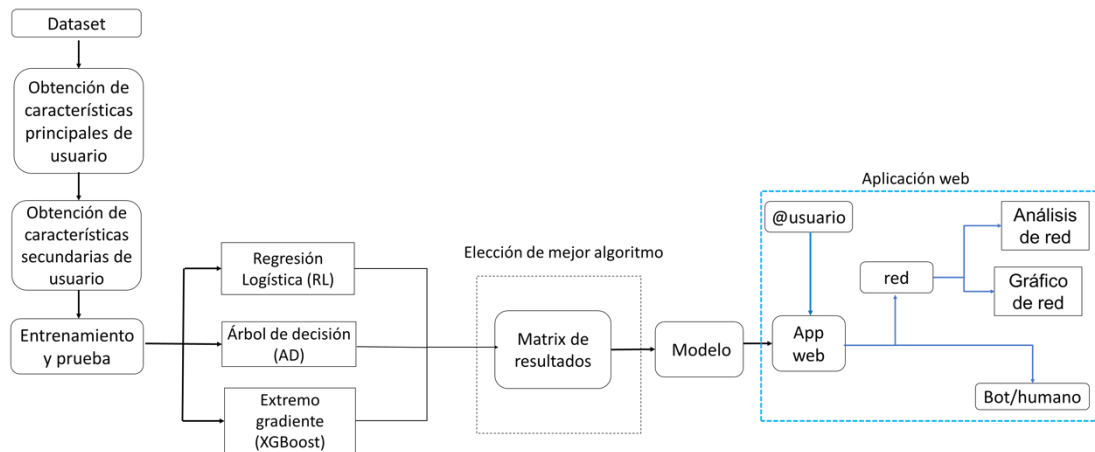 Dataset
Obtención de
características
principales de
usuario
Obtención de
características
secundarias de
usuario
Entrenamiento
y prueba
Regresión
Logística (RL)
Árbol de decisión
(AD)
Extremo
gradiente
(XGBoost)
Elección de mejor algoritmo
Matrix de
resultados
Modelo
Aplicación web
@usuario
App
web
red
Análisis
de red
Gráfico
de red
Bot/humano